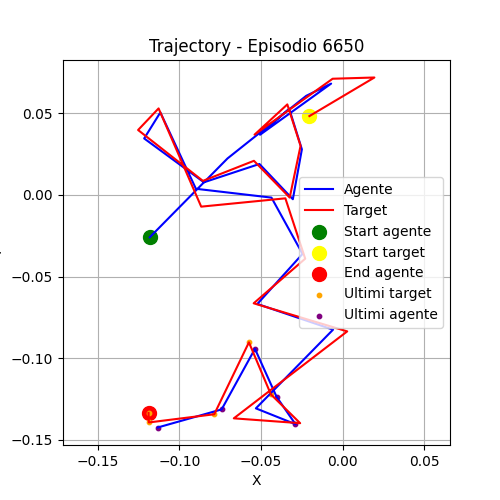 Trajectory - Episodio 6650
0.05
0.00
−0.05
−0.10
−0.15
Agente
Target
Start agente
Start target
End agente
Ultimi target
Ultimi agente
−0.15
−0.10
−0.05
0.00
0.05
X